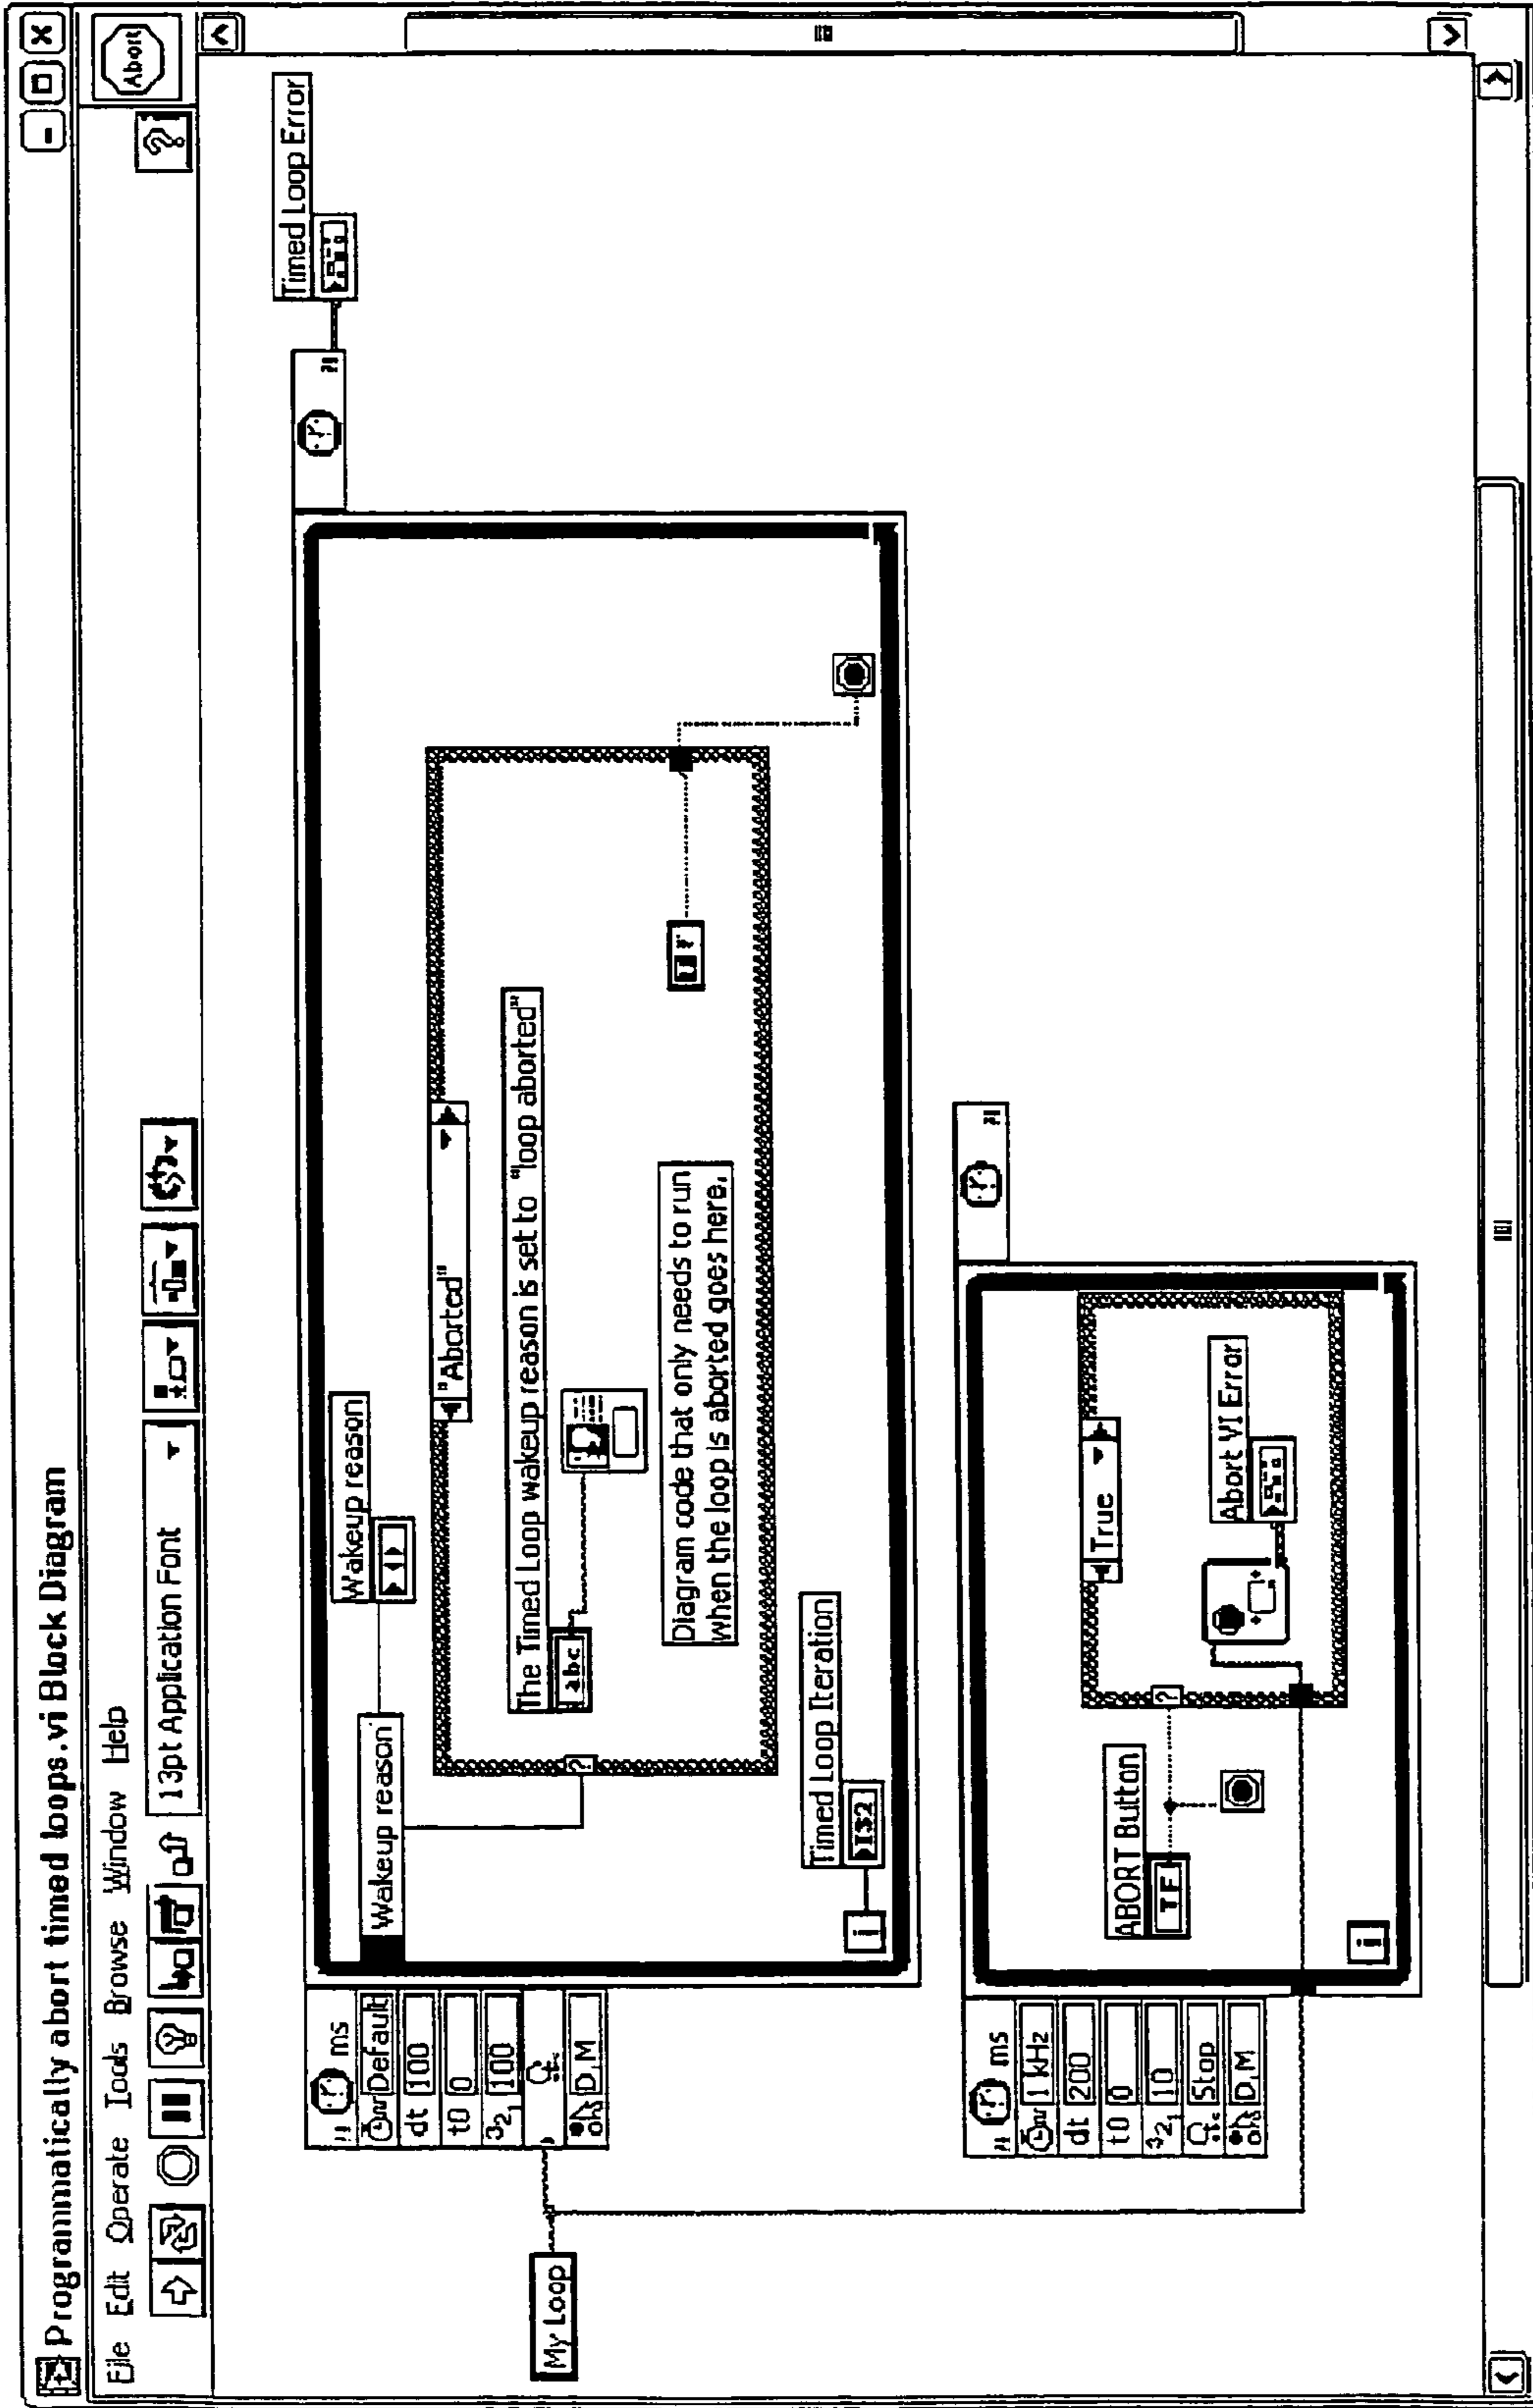 Programmatically abort timed loops.vi Block Diagram
File Edit Operate Tools Browse Window Help
13pt Application Font
?
Abort
Timed Loop Error
ms
Default
dt 100
t0 0
100
D,M
My Loop
Wakeup reason
Wakeup reason
"Aborted"
The Timed Loop wakeup reason is set to "loop aborted"
abc
Diagram code that only needs to run
when the loop is aborted goes here.
T F
?
Timed Loop Iteration
I32
i
ms
1 kHz
dt 200
t0 0
10
Stop
D,M
ABORT Button
TF
?
True
Abort VI Error
i